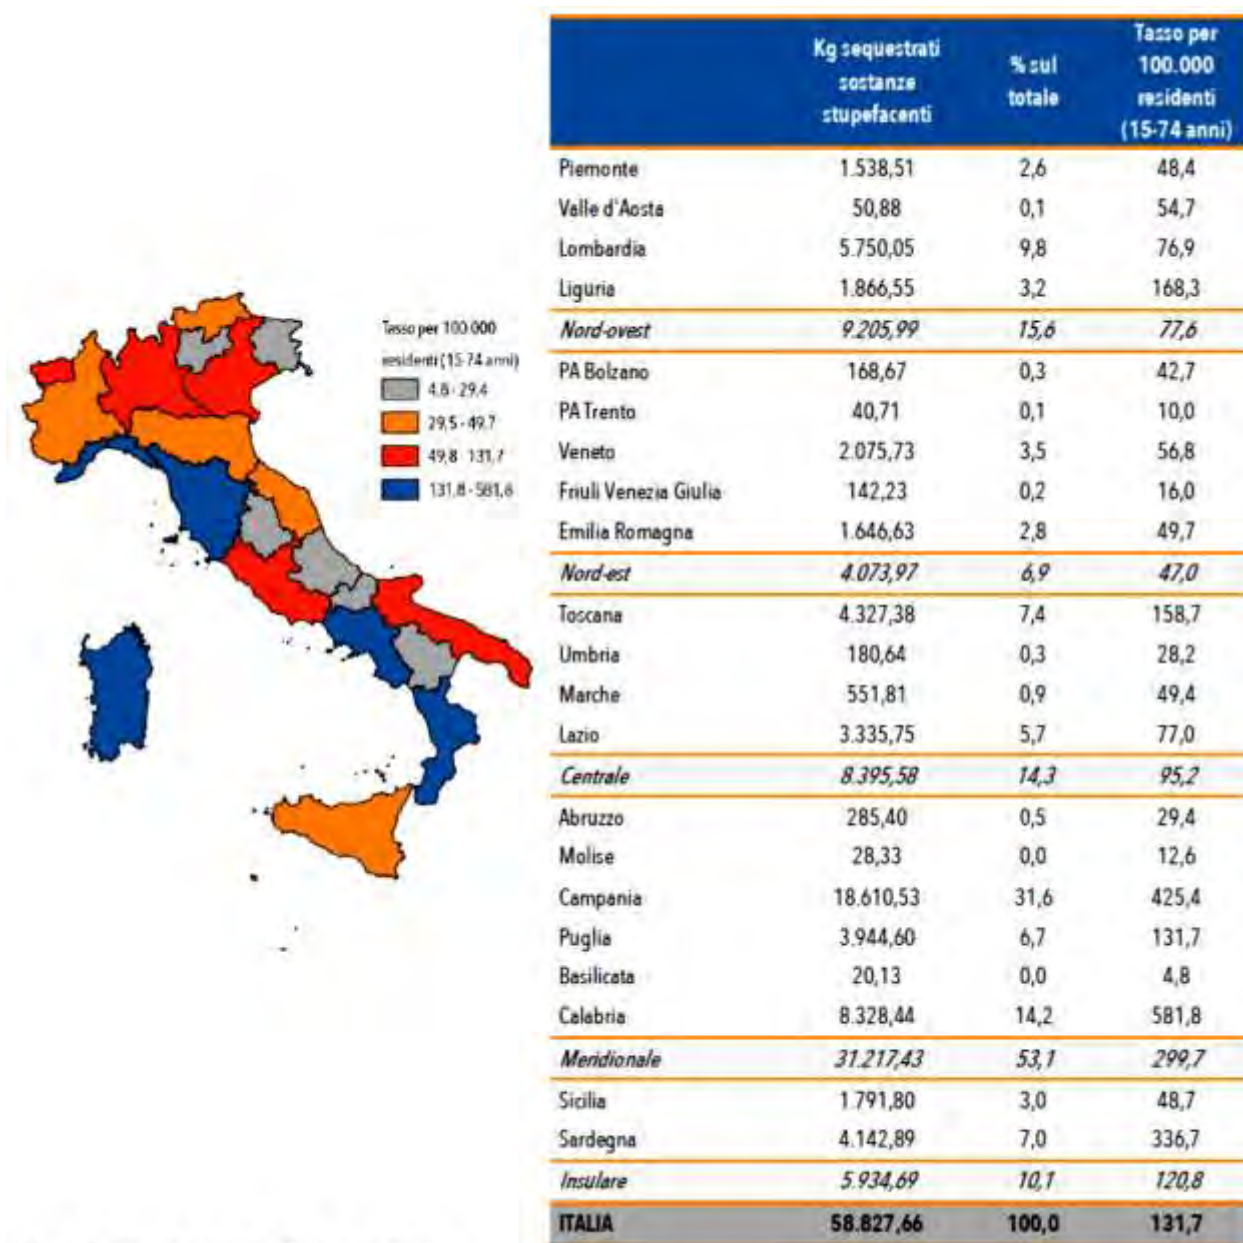 Tasso per 100 000
residenti (15-74 anni)
4,8 - 29,4
29,5 - 49,7
49,8 131,7
131,8 - 581,8
Kg sequestrati sostanze stupefacenti % sul totale Tasso per 100.000 residenti (15-74 anni)
Piemonte 1.538,51 2,6 48,4
Valle d'Aosta 50,88 0,1 54,7
Lombardia 5.750,05 9,8 76,9
Liguria 1.866,55 3,2 168,3
Nord-ovest 9.205,99 15,6 77,6
PA Bolzano 168,67 0,3 42,7
PA Trento 40,71 0,1 10,0
Veneto 2.075,73 3,5 56,8
Friuli Venezia Giulia 142,23 0,2 16,0
Emilia Romagna 1.646,63 2,8 49,7
Nord-est 4.073,97 6,9 47,0
Toscana 4.327,38 7,4 158,7
Umbria 180,64 0,3 28,2
Marche 551,81 0,9 49,4
Lazio 3.335,75 5,7 77,0
Centrale 8.395,58 14,3 95,2
Abruzzo 285,40 0,5 29,4
Molise 28,33 0,0 12,6
Campania 18.610,53 31,6 425,4
Puglia 3.944,60 6,7 131,7
Basilicata 20,13 0,0 4,8
Calabria 8.328,44 14,2 581,8
Meridionale 31.217,43 53,1 299,7
Sicilia 1.791,80 3,0 48,7
Sardegna 4.142,89 7,0 336,7
Insulare 5.934,69 10,1 120,8
ITALIA 58.827,66 100,0 131,7